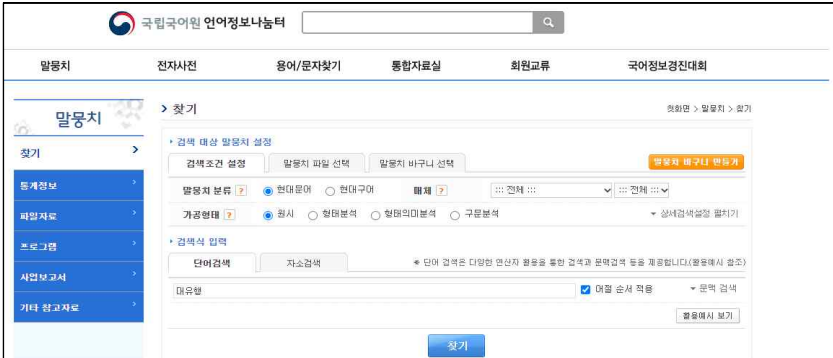 국립국어원 언어정보나눔터
말뭉치 전자사전 용어/문자찾기 통합자료실 회원교류 국어정보경진대회
말뭉치
찾기
통계정보
파일자료
프로그램
사업보고서
기타 참고자료
찾기
첫화면 > 말뭉치 > 찾기
검색 대상 말뭉치 설정
검색조건 설정 말뭉치 파일 선택 말뭉치 바구니 선택 말뭉치 바구니 만들기
말뭉치 분류 ? 현대문어 현대구어 매체 ? ::: 전체 ::: ::: 전체 :::
가공형태 ? 원시 형태분석 형태의미분석 구문분석 상세검색설정 펼치기
검색식 입력
단어검색 자소검색 * 단어 검색은 다양한 연산자 활용을 통한 검색과 문맥검색 등을 제공합니다.(활용예시 참조)
대유행 어절 순서 적용 문맥 검색
활용예시 보기
찾기